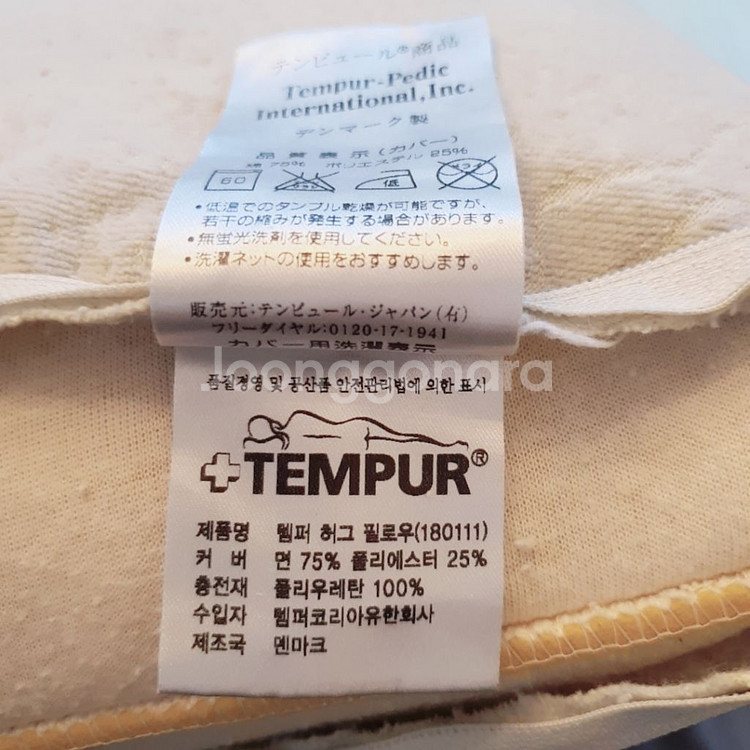 テンピュール®商品
Tempur-Pedic
International,Inc.
デンマーク製
品質表示(カバー)
綿 75% ポリエステル 25%
60 低
・低温でのタンブル乾燥が可能ですが、
若干の縮みが発生する場合があります。
・無蛍光洗剤を使用してください。
・洗濯ネットの使用をおすすめします。
販売元:テンピュール・ジャパン(有)
フリーダイヤル:0120-17-1941
カバー用洗濯表示
joonggonara
품질경영 및 공산품 안전관리법에 의한 표시
TEMPUR®
제품명 템퍼 허그 필로우(180111)
커 버 면 75% 폴리에스터 25%
충전재 폴리우레탄 100%
수입자 템퍼코리아유한회사
제조국 덴마크